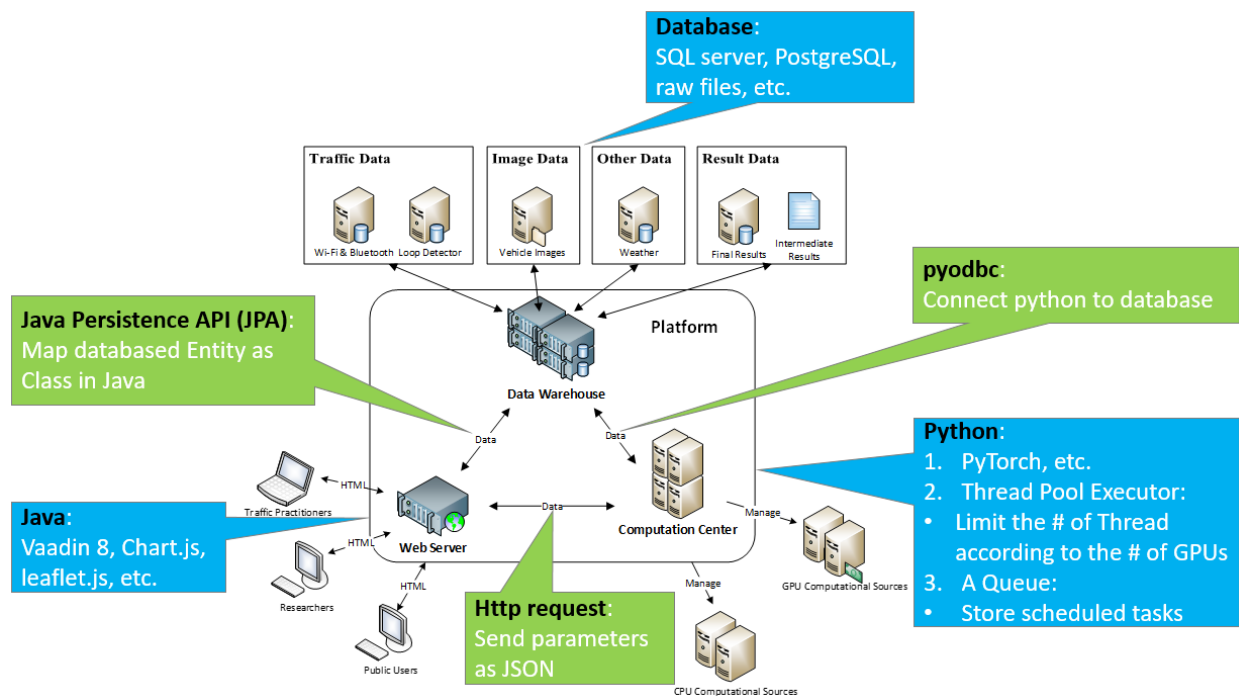 Database:
SQL server, PostgreSQL,
raw files, etc.
Traffic Data
Wi-Fi & Bluetooth
Loop Detector
Image Data
Vehicle Images
Other Data
Weather
Result Data
Final Results
Intermediate
Results
pyodbc:
Connect python to database
Java Persistence API (JPA):
Map databased Entity as
Class in Java
Platform
Data Warehouse
Data
Data
Python:
1. PyTorch, etc.
2. Thread Pool Executor:
• Limit the # of Thread
according to the # of GPUs
3. A Queue:
• Store scheduled tasks
HTML
Traffic Practitioners
Java:
Vaadin 8, Chart.js,
leaflet.js, etc.
Web Server
Data
Computation Center
Manage
GPU Computational Sources
HTML
Researchers
HTML
Public Users
Http request:
Send parameters
as JSON
Manage
CPU Computational Sources